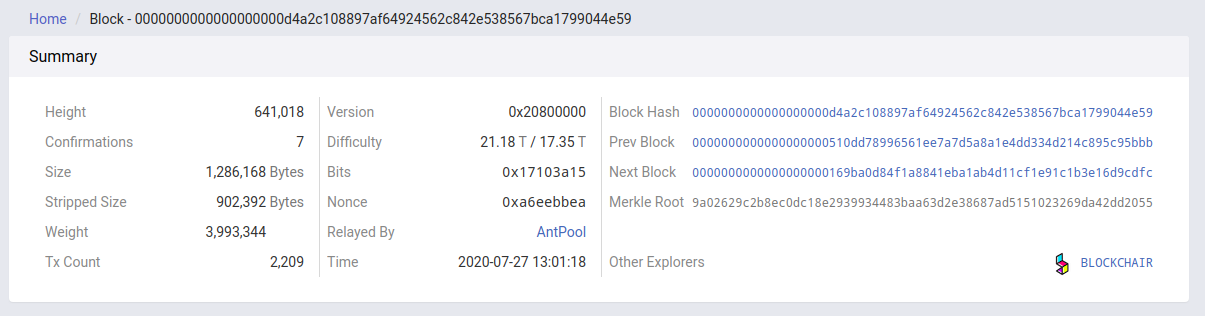 Home / Block - 0000000000000000000d4a2c108897af64924562c842e538567bca1799044e59
Summary
Height 641,018 Version 0x20800000 Block Hash 0000000000000000000d4a2c108897af64924562c842e538567bca1799044e59
Confirmations 7 Difficulty 21.18 T / 17.35 T Prev Block 0000000000000000000510dd78996561ee7a7d5a8a1e4dd334d214c895c95bbb
Size 1,286,168 Bytes Bits 0x17103a15 Next Block 0000000000000000000169ba0d84f1a8841eba1ab4d11cf1e91c1b3e16d9cdfc
Stripped Size 902,392 Bytes Nonce 0xa6eebbea Merkle Root 9a02629c2b8ec0dc18e2939934483baa63d2e38687ad5151023269da42dd2055
Weight 3,993,344 Relayed By AntPool
Tx Count 2,209 Time 2020-07-27 13:01:18 Other Explorers BLOCKCHAIR